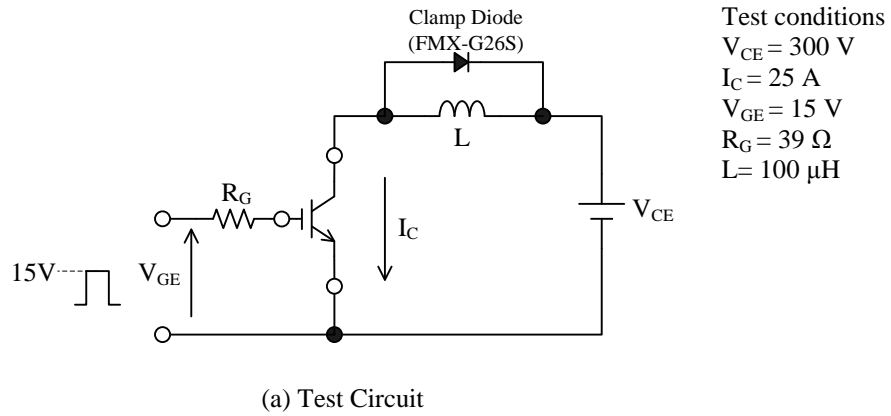 Clamp Diode
(FMX-G26S)
L
R_G
V_GE
15V
I_C
V_CE
Test conditions
V_CE = 300 V
I_C = 25 A
V_GE = 15 V
R_G = 39 Ω
L= 100 μH
(a) Test Circuit